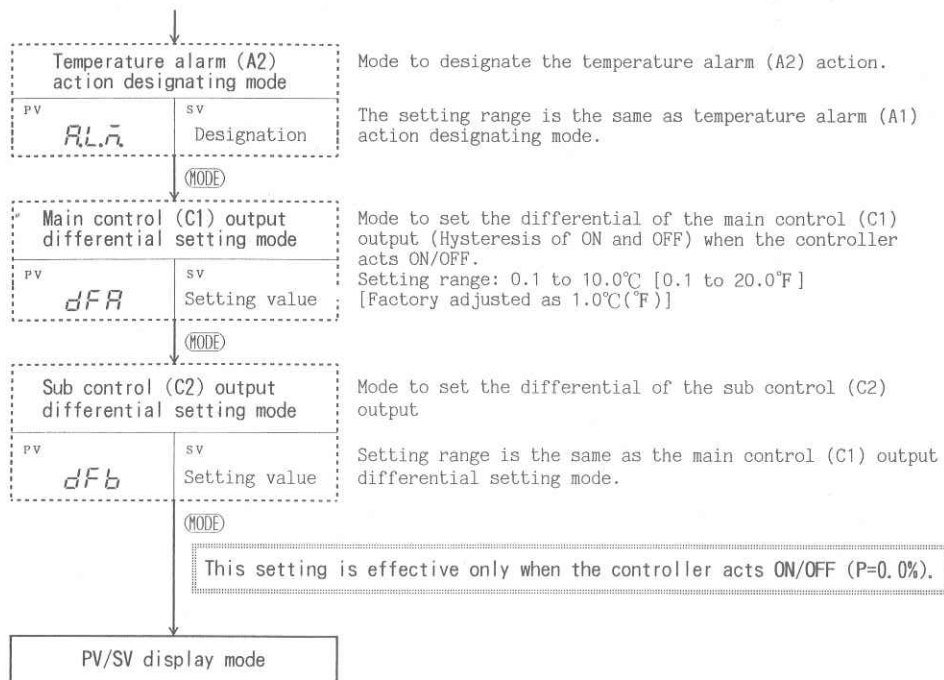 Temperature alarm (A2)
action designating mode
PV
SV
A.L.m̄.
Designation
Mode to designate the temperature alarm (A2) action.
The setting range is the same as temperature alarm (A1)
action designating mode.
MODE
Main control (C1) output
differential setting mode
PV
SV
dFA
Setting value
Mode to set the differential of the main control (C1)
output (Hysteresis of ON and OFF) when the controller
acts ON/OFF.
Setting range: 0.1 to 10.0℃ [0.1 to 20.0℉]
[Factory adjusted as 1.0℃(℉)]
MODE
Sub control (C2) output
differential setting mode
PV
SV
dFb
Setting value
Mode to set the differential of the sub control (C2)
output
Setting range is the same as the main control (C1) output
differential setting mode.
MODE
This setting is effective only when the controller acts ON/OFF (P=0.0%).
PV/SV display mode